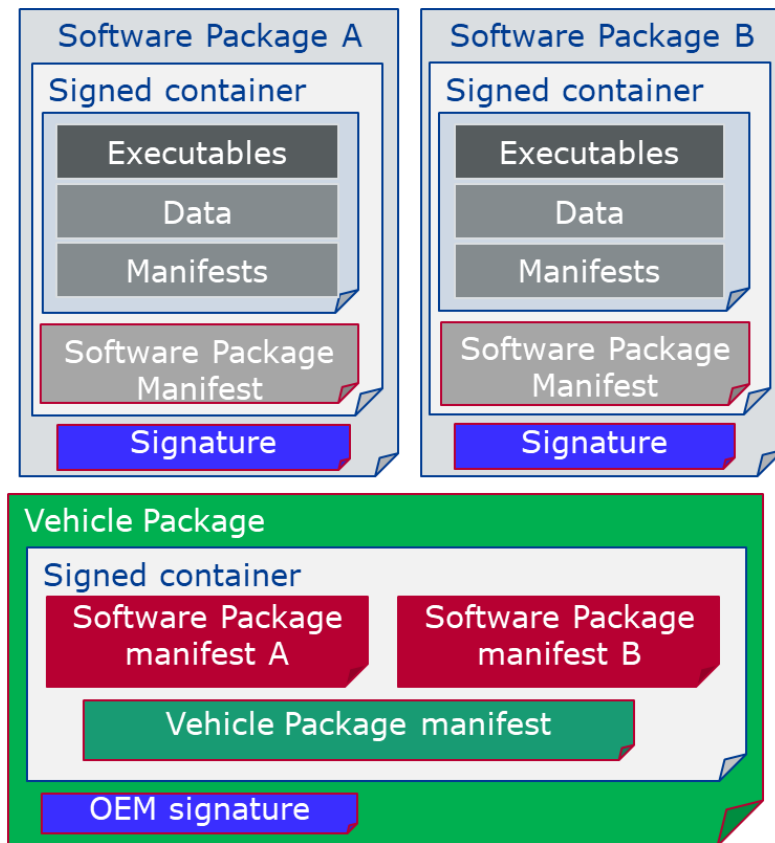 Software Package A
Signed container
Executables
Data
Manifests
Software Package
Manifest
Signature
Software Package B
Signed container
Executables
Data
Manifests
Software Package
Manifest
Signature
Vehicle Package
Signed container
Software Package
manifest A
Software Package
manifest B
Vehicle Package manifest
OEM signature